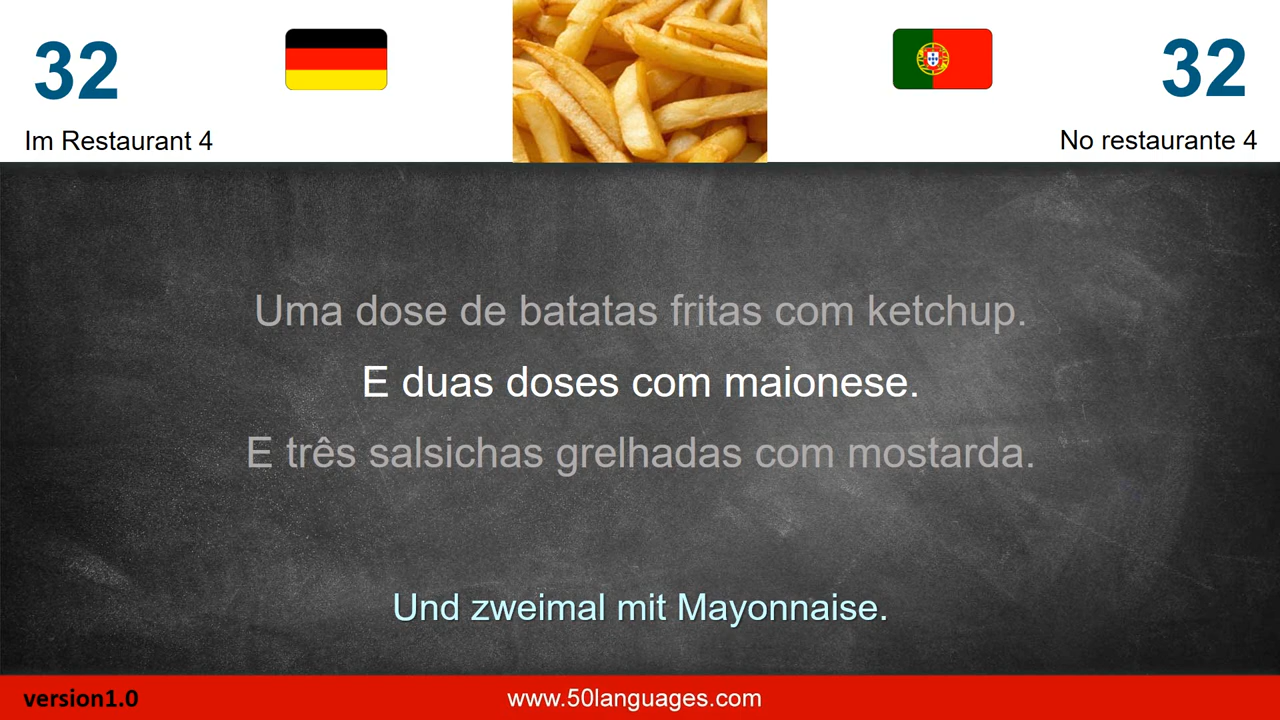 32
32
Im Restaurant 4
No restaurante 4
Uma dose de batatas fritas com ketchup.
E duas doses com maionese.
E três salsichas grelhadas com mostarda.
Und zweimal mit Mayonnaise.
version1.0
www.50languages.com